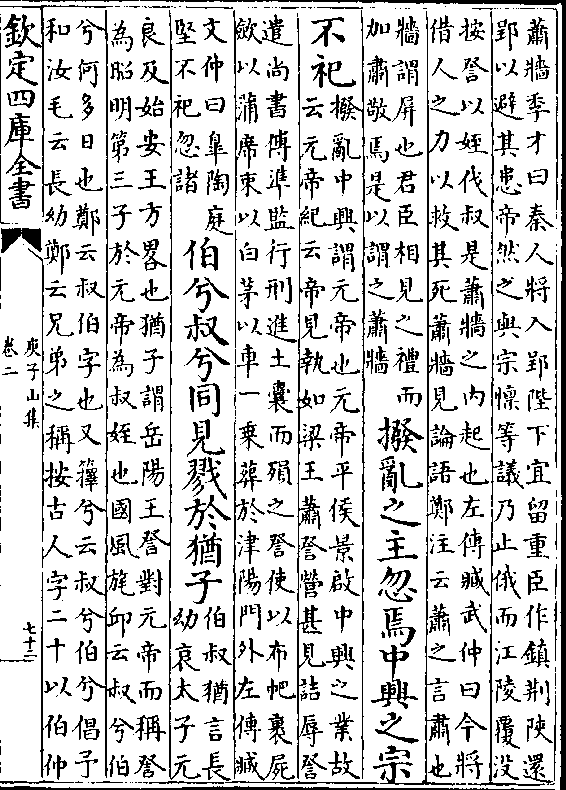 蕭牆季才曰秦人將入郢陛下宜留重臣作鎮荆陜還
郢以避其患帝然之與宗懍等議乃止俄而江陵覆沒
按詧以姪伐叔是蕭牆之内起也左傳臧武仲曰今將
借人之力以救其死蕭牆見論語鄭注云蕭之言肅也
牆謂屏也君臣相見之禮而
加肅敬焉是以謂之蕭牆
撥亂之主忽焉中興之宗
不祀
撥亂中興謂元帝也元帝平侯景啟中興之業故
云元帝紀云帝見執如梁王蕭詧營甚見詰辱詧
遣尚書傅準監行刑進土囊而殞之詧使以布帊裹屍
斂以蒲席束以白茅以車一乗葬於津陽門外左傳臧
文仲曰臯陶庭
堅不祀忽諸
伯兮叔兮同見戮於猶子
伯叔猶言長
幼哀太子元
良及始安王方畧也猶子謂岳陽王詧對元帝而稱詧
為昭明第三子於元帝為叔姪也國風旄邱云叔兮伯
兮何多日也鄭云叔伯字也又籜兮云叔兮伯兮倡予
和汝毛云長幼鄭云兄弟之稱按古人字二十以伯仲
欽定四庫全書
庾子山集
卷二
七十二